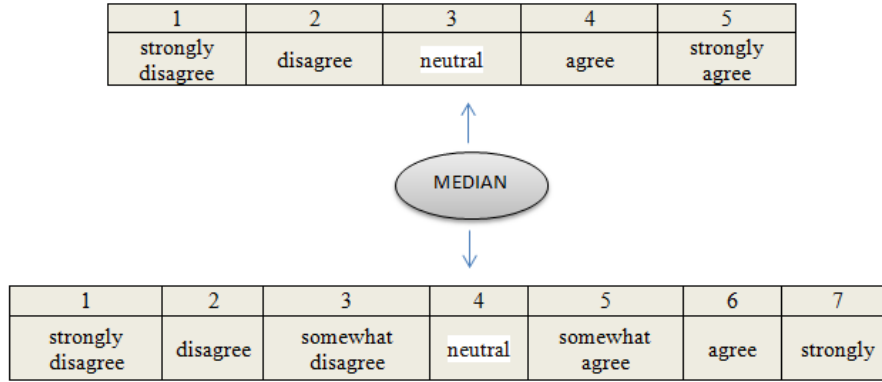 1 2 3 4 5
strongly disagree disagree neutral agree strongly agree
MEDIAN
1 2 3 4 5 6 7
strongly disagree disagree somewhat disagree neutral somewhat agree agree strongly